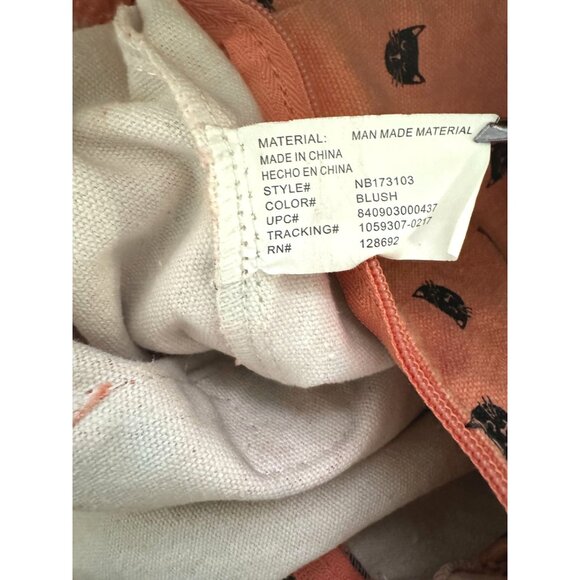 MATERIAL: MAN MADE MATERIAL
MADE IN CHINA
HECHO EN CHINA
STYLE# NB173103
COLOR# BLUSH
UPC# 840903000437
TRACKING# 1059307-0217
RN# 128692